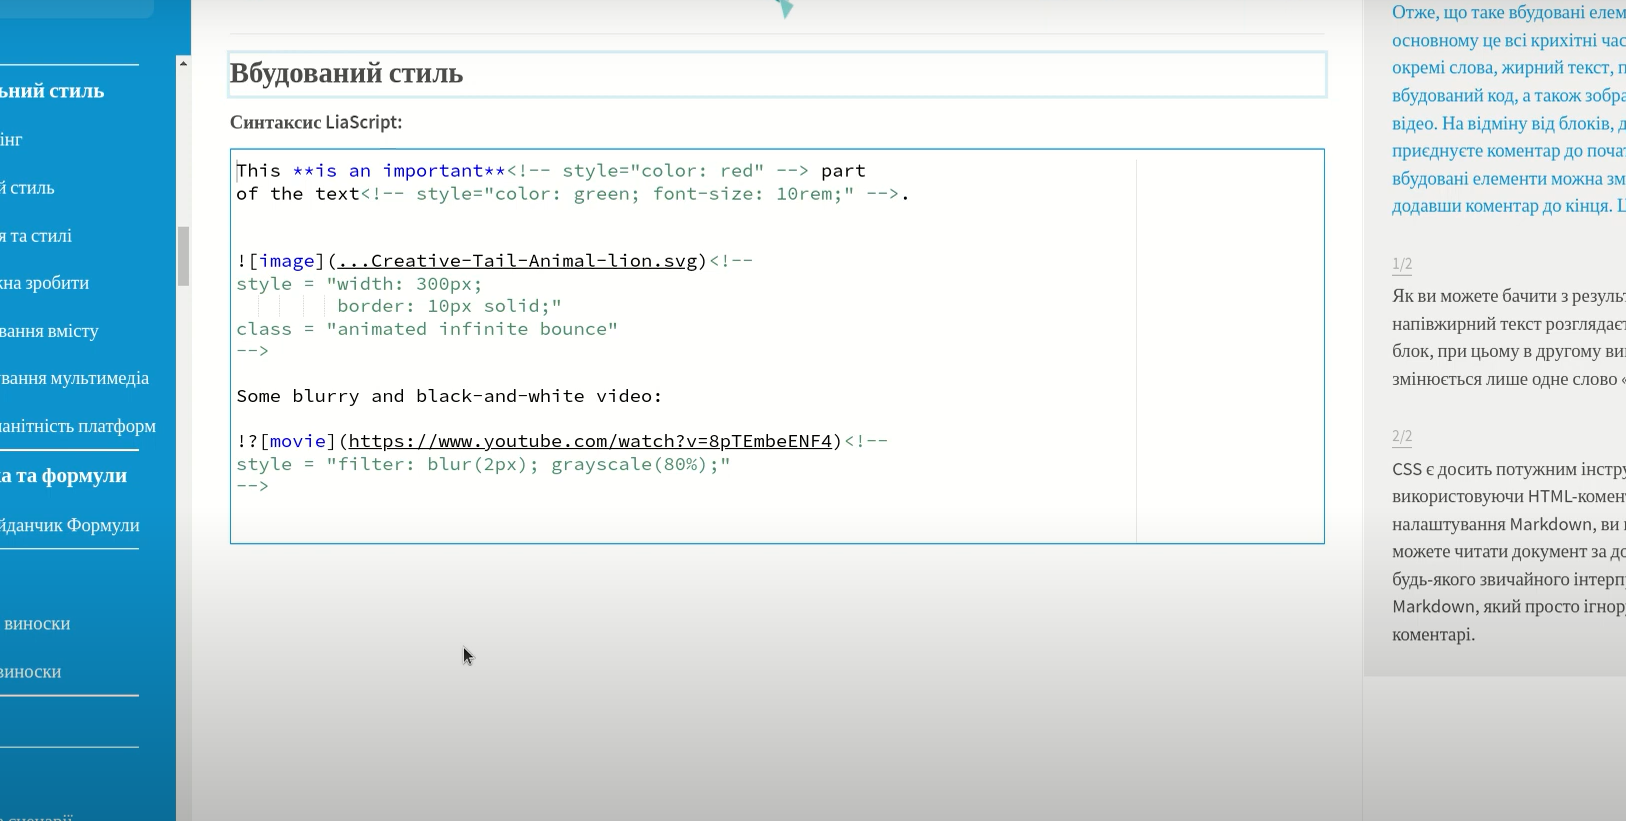 ьний стиль
інг
й стиль
я та стилі
на зробити
вання вмісту
вання мультимедіа
анітність платформ
а та формули
йданчик Формули
виноски
виноски
Вбудований стиль
Синтаксис LiaScript:
This **is an important**<!-- style="color: red" --> part
of the text<!-- style="color: green; font-size: 10rem;" -->.
![image](...Creative-Tail-Animal-lion.svg)<!--
style = "width: 300px;
border: 10px solid;"
class = "animated infinite bounce"
-->
Some blurry and black-and-white video:
!?[movie](https://www.youtube.com/watch?v=8pTEmbeENF4)<!--
style = "filter: blur(2px); grayscale(80%);"
-->
Отже, що таке вбудовані елем
основному це всі крихітні час
окремі слова, жирний текст, п
вбудований код, а також зобра
відео. На відміну від блоків, д
приєднуєте коментар до почат
вбудовані елементи можна зм
додавши коментар до кінця. Ц
1/2
Як ви можете бачити з резуль
напівжирний текст розглядаєт
блок, при цьому в другому ви
змінюється лише одне слово «
2/2
CSS є досить потужним інстру
використовуючи HTML-комен
налаштування Markdown, ви 
можете читати документ за до
будь-якого звичайного інтерп
Markdown, який просто ігнор
коментарі.